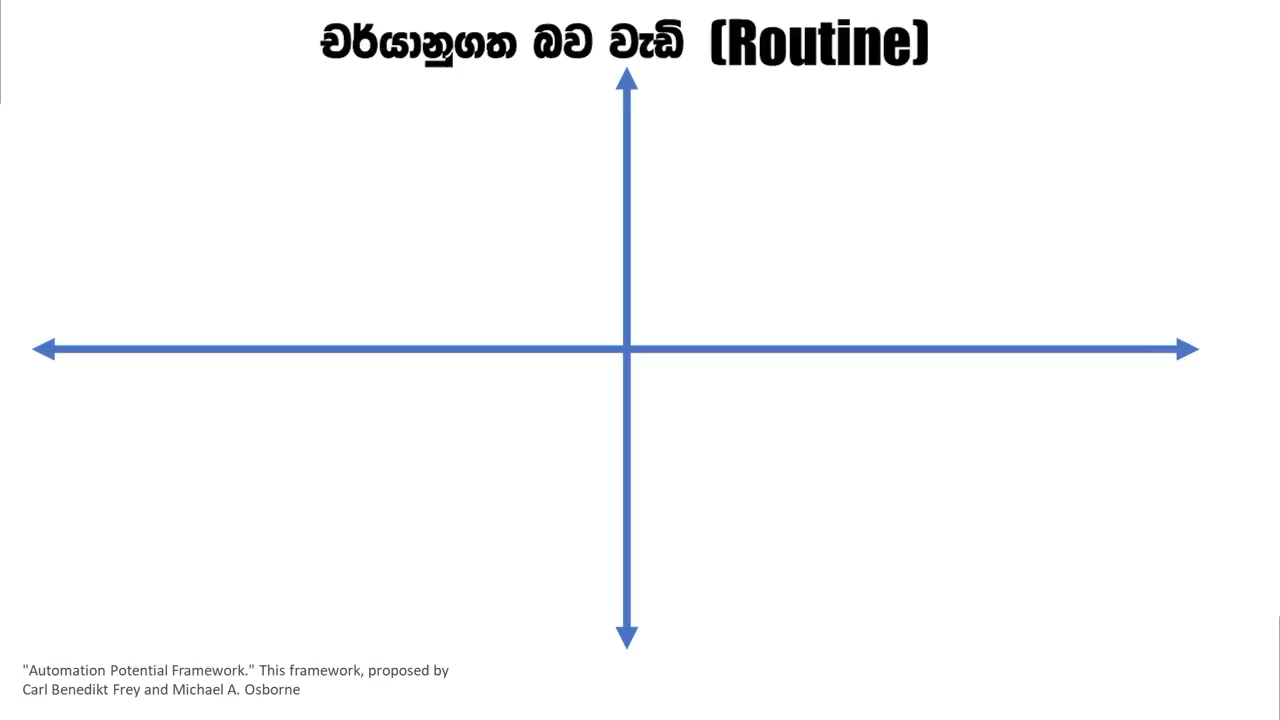 චර්යානුගත බව වැඩි (Routine)
"Automation Potential Framework." This framework, proposed by
Carl Benedikt Frey and Michael A. Osborne